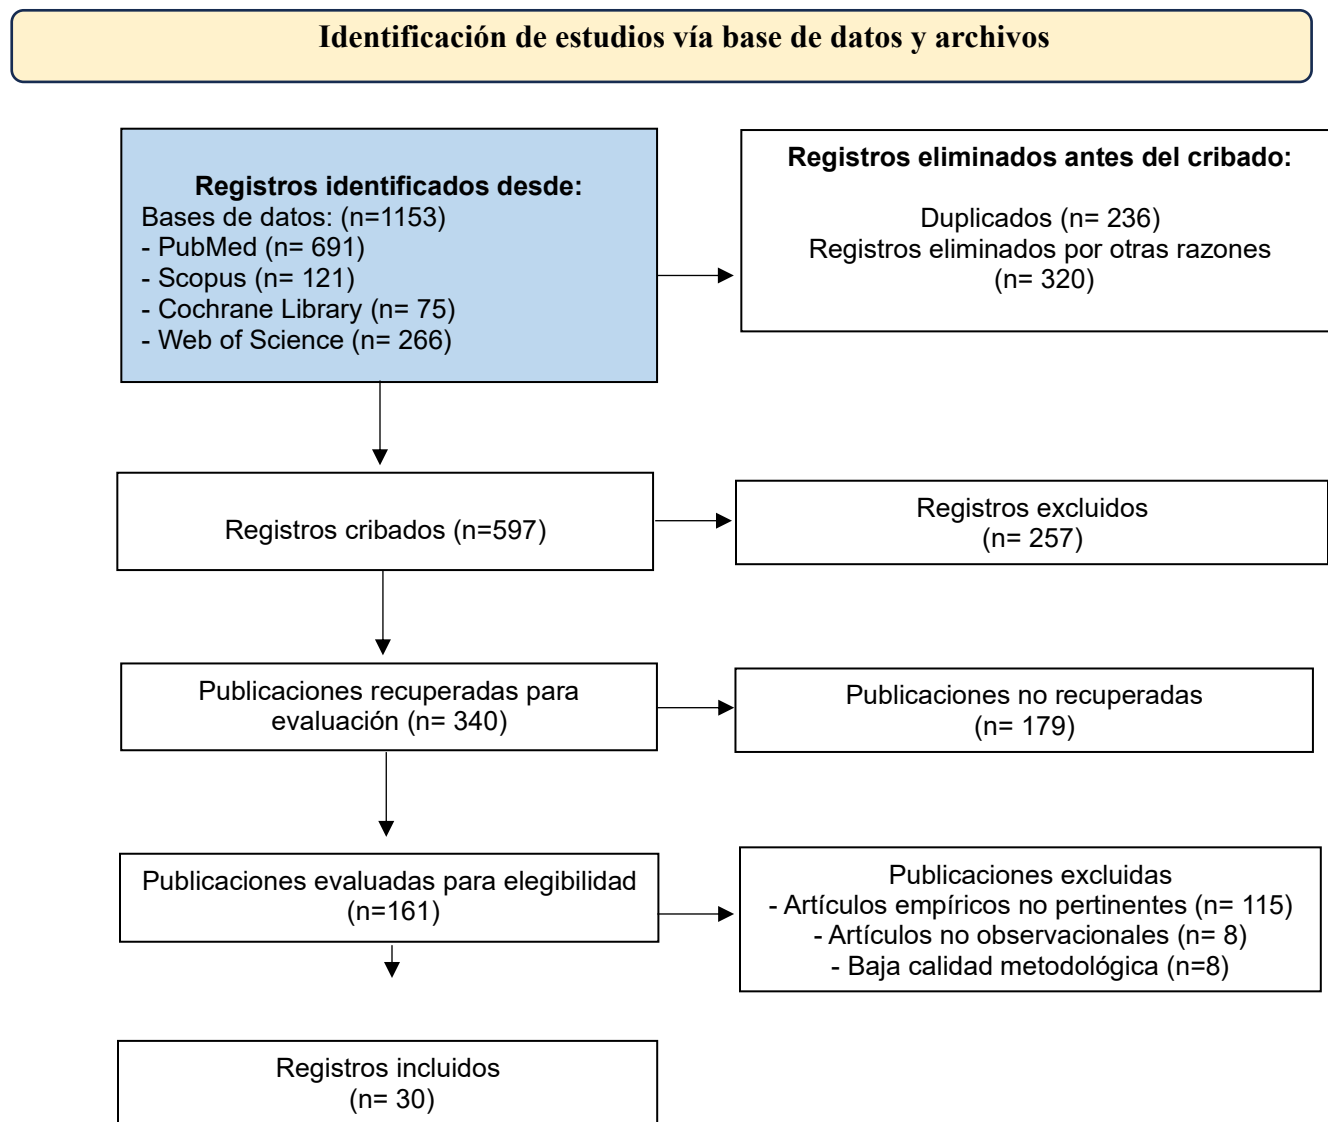 Identificación de estudios vía base de datos y archivos
Registros identificados desde:
Bases de datos: (n=1153)
- PubMed (n= 691)
- Scopus (n= 121)
- Cochrane Library (n= 75)
- Web of Science (n= 266)
Registros eliminados antes del cribado:
Duplicados (n= 236)
Registros eliminados por otras razones
(n= 320)
Registros cribados (n=597)
Registros excluidos
(n= 257)
Publicaciones recuperadas para
evaluación (n= 340)
Publicaciones no recuperadas
(n= 179)
Publicaciones evaluadas para elegibilidad
(n=161)
Publicaciones excluidas
- Artículos empíricos no pertinentes (n= 115)
- Artículos no observacionales (n= 8)
- Baja calidad metodológica (n=8)
Registros incluidos
(n= 30)